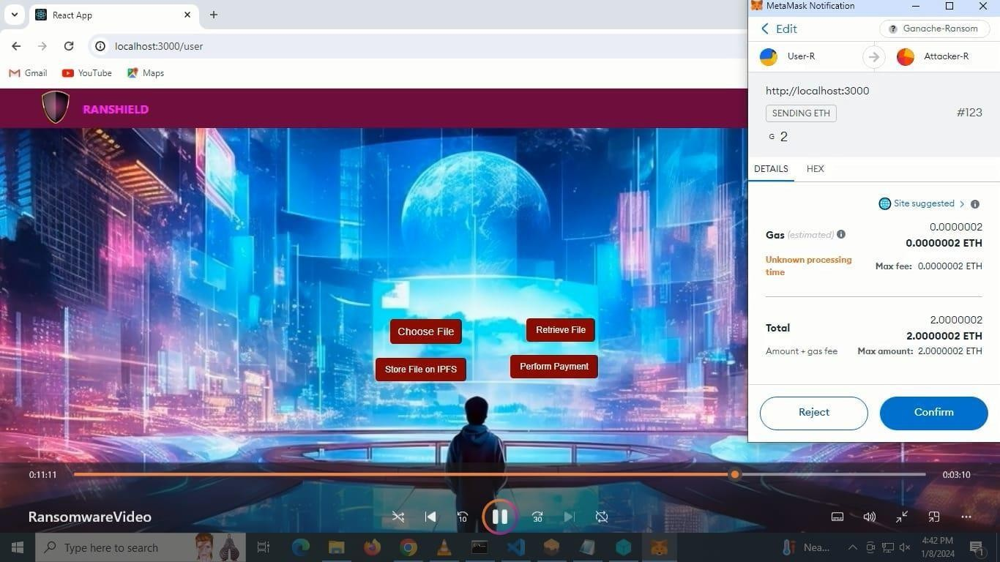 React App
localhost:3000/user
Gmail
YouTube
Maps
RANSHIELD
Choose File
Retrieve File
Store File on IPFS
Perform Payment
MetaMask Notification
Edit
Ganache-Ransom
User-R
Attacker-R
http://localhost:3000
SENDING ETH
#123
G 2
DETAILS
HEX
Site suggested >
0.0000002
Gas (estimated)
0.0000002 ETH
Unknown processing
time
Max fee: 0.0000002 ETH
2.0000002
Total
2.0000002 ETH
Amount + gas fee
Max amount: 2.0000002 ETH
Reject
Confirm
0:11:11
0:03:10
RansomwareVideo
10
30
Type here to search
Nea...
4:42 PM
1/8/2024
1